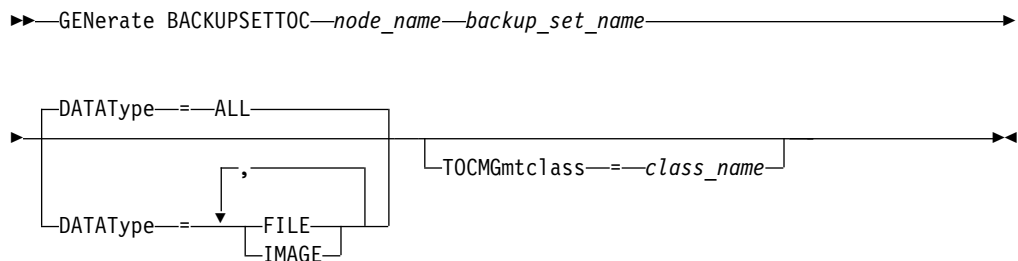 GENerate BACKUPSETTOC node_name backup_set_name
DATAType = ALL
TOCMGmtclass = class_name
,
DATAType = FILE
IMAGE